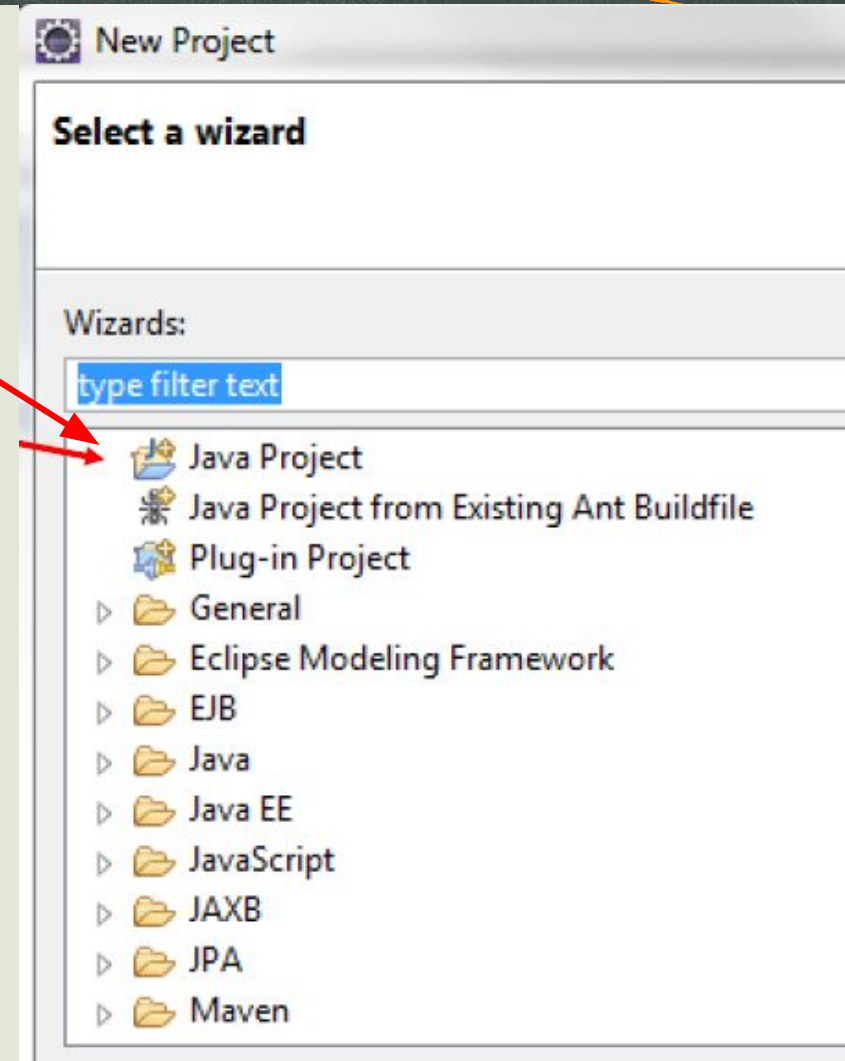 New Project
Select a wizard
Wizards:
type filter text
Java Project
Java Project from Existing Ant Buildfile
Plug-in Project
General
Eclipse Modeling Framework
EJB
Java
Java EE
JavaScript
JAXB
JPA
Maven